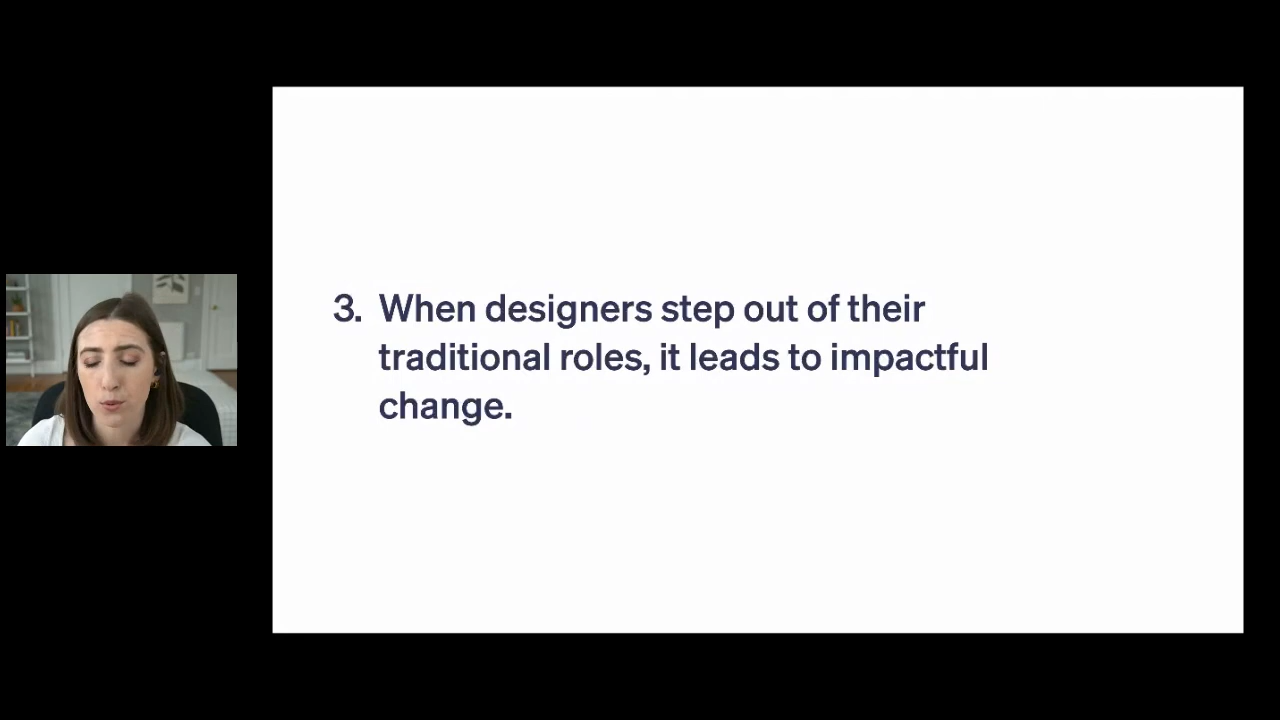 3. When designers step out of their
traditional roles, it leads to impactful
change.